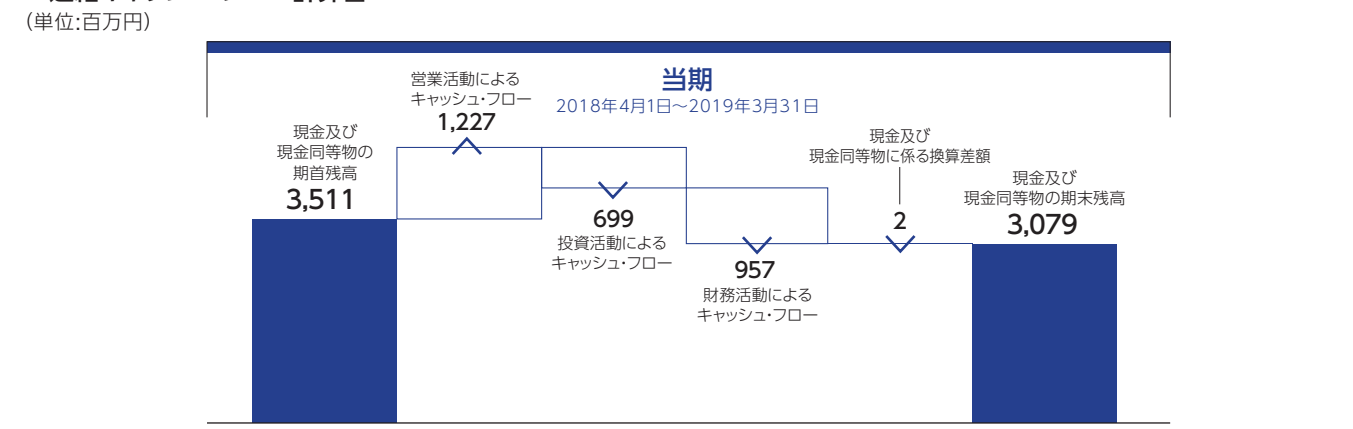 (単位:百万円)
当期
2018年4月1日～2019年3月31日
現金及び
現金同等物の
期首残高
3,511
営業活動による
キャッシュ・フロー
1,227
699
投資活動による
キャッシュ・フロー
957
財務活動による
キャッシュ・フロー
現金及び
現金同等物に係る換算差額
2
現金及び
現金同等物の期末残高
3,079